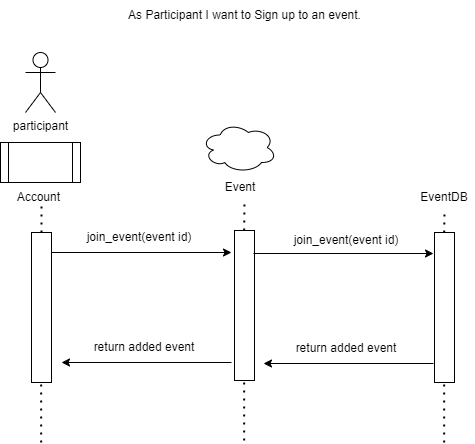 As Participant I want to Sign up to an event.
participant
Account
Event
EventDB
join_event(event id)
join_event(event id)
return added event
return added event